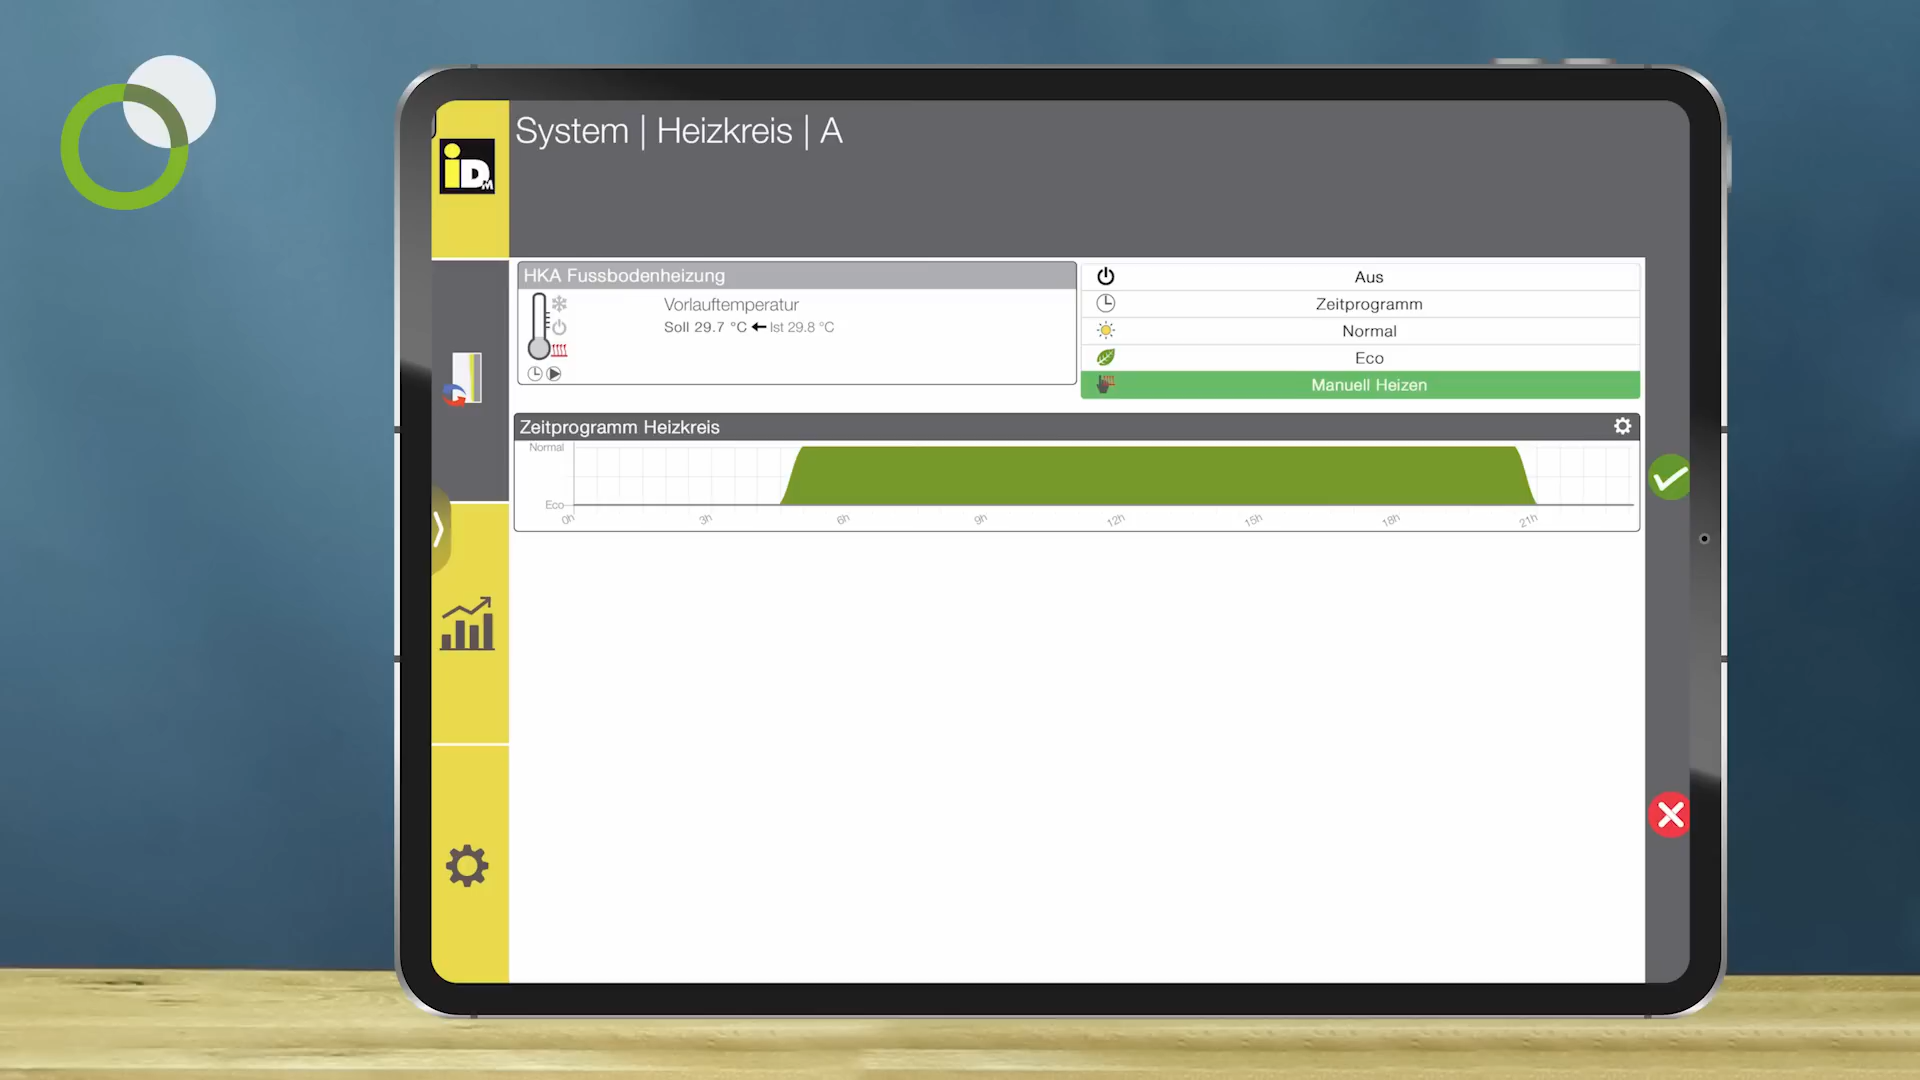 System | Heizkreis | A
iDM
HKA Fussbodenheizung
Vorlauftemperatur
Soll 29.7 °C ← Ist 29.8 °C
Aus
Zeitprogramm
Normal
Eco
Manuell Heizen
Zeitprogramm Heizkreis
Normal
Eco
0h 3h 6h 9h 12h 15h 18h 21h